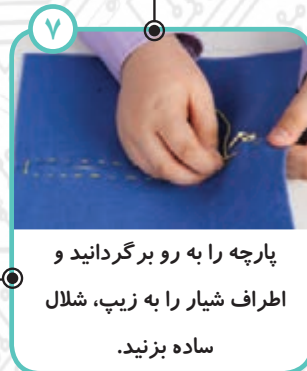 ۷
پارچه را به رو برگردانید و
اطراف شیار را به زیپ، شلال
ساده بزنید.